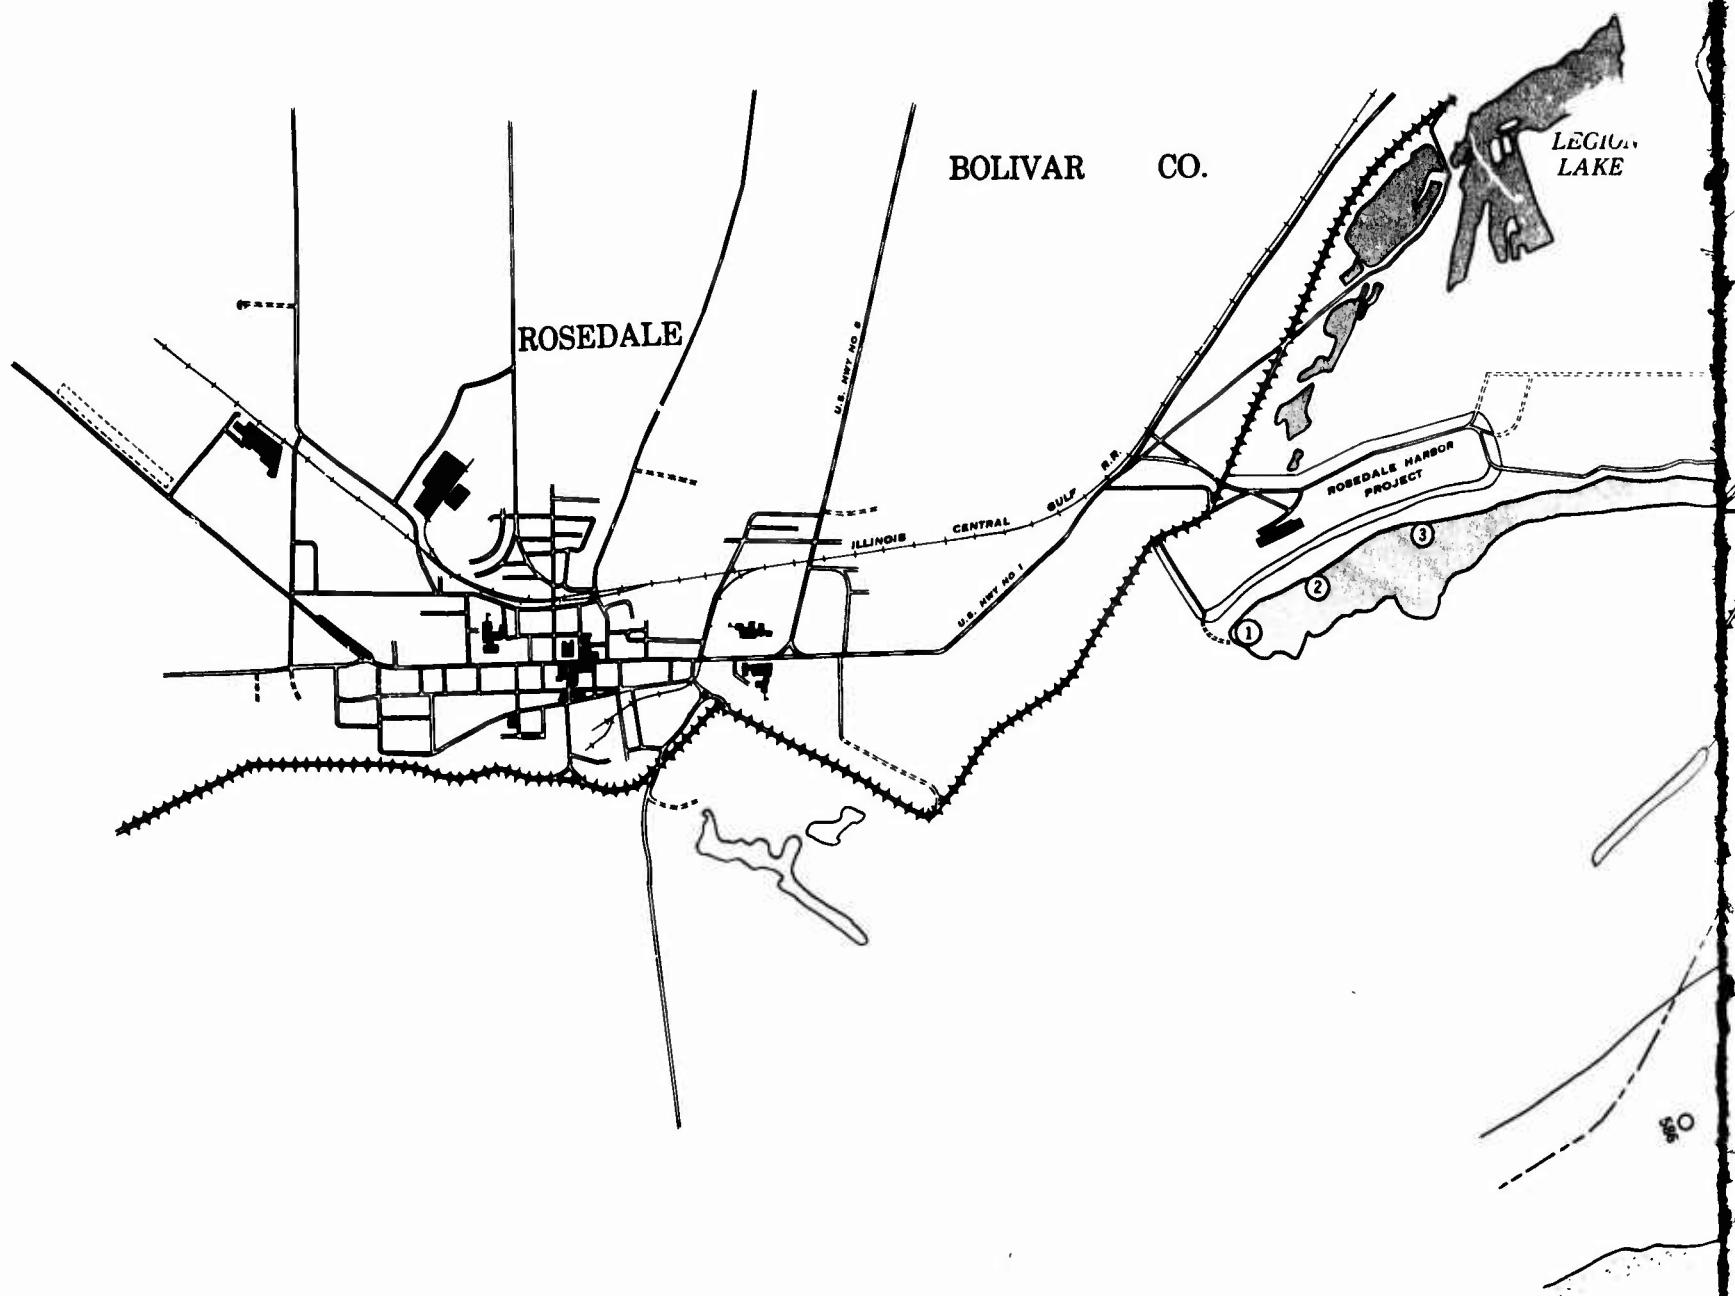 BOLIVAR CO.
LEGION
LAKE
ROSEDALE
U.S. HWY NO 8
ILLINOIS CENTRAL GULF R.R.
U.S. HWY NO 1
ROSEDALE HARBOR
PROJECT
3
2
1
586